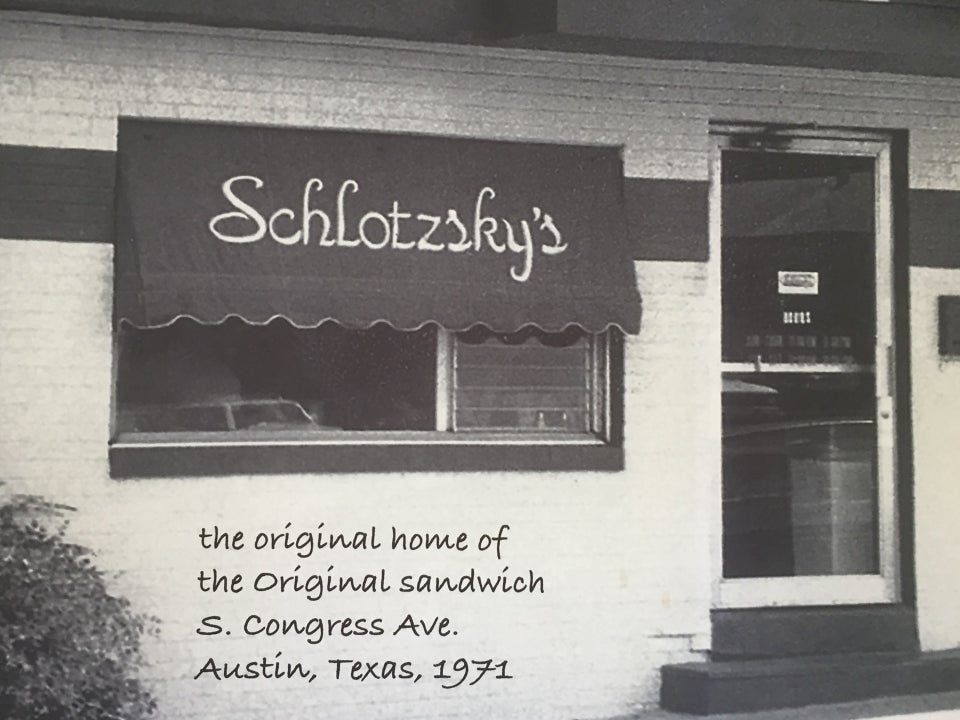 Schlotzsky's
the original home of
the Original sandwich
S. Congress Ave.
Austin, Texas, 1971